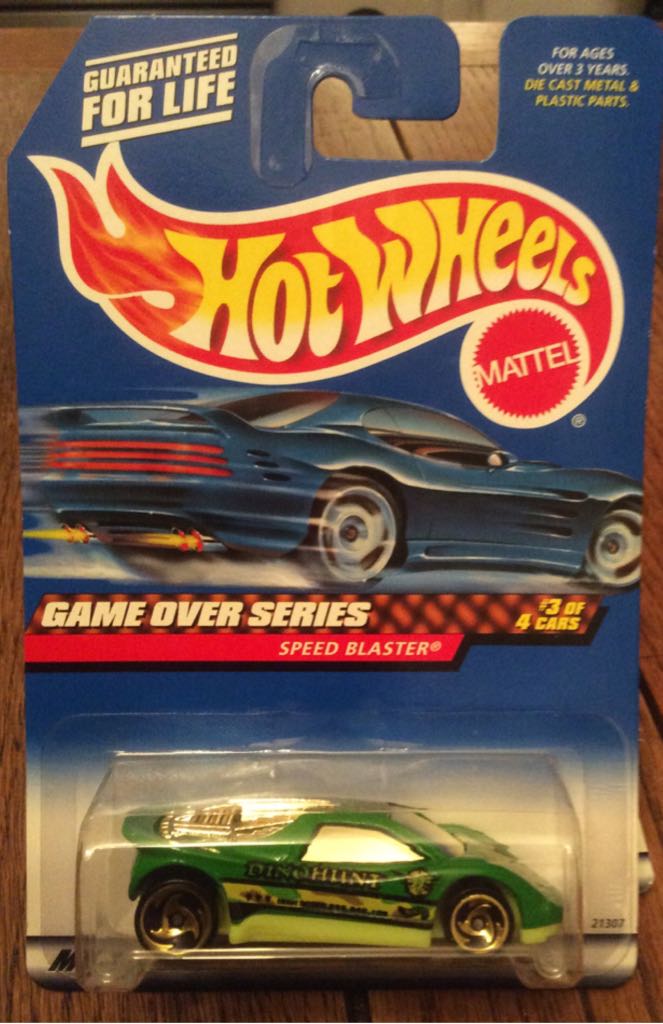 GUARANTEED
FOR LIFE
FOR AGES
OVER 3 YEARS.
DIE CAST METAL &
PLASTIC PARTS.
HOT WHEELS
MATTEL
®
GAME OVER SERIES
#3 OF
4 CARS
SPEED BLASTER®
DINOHUNT
21307